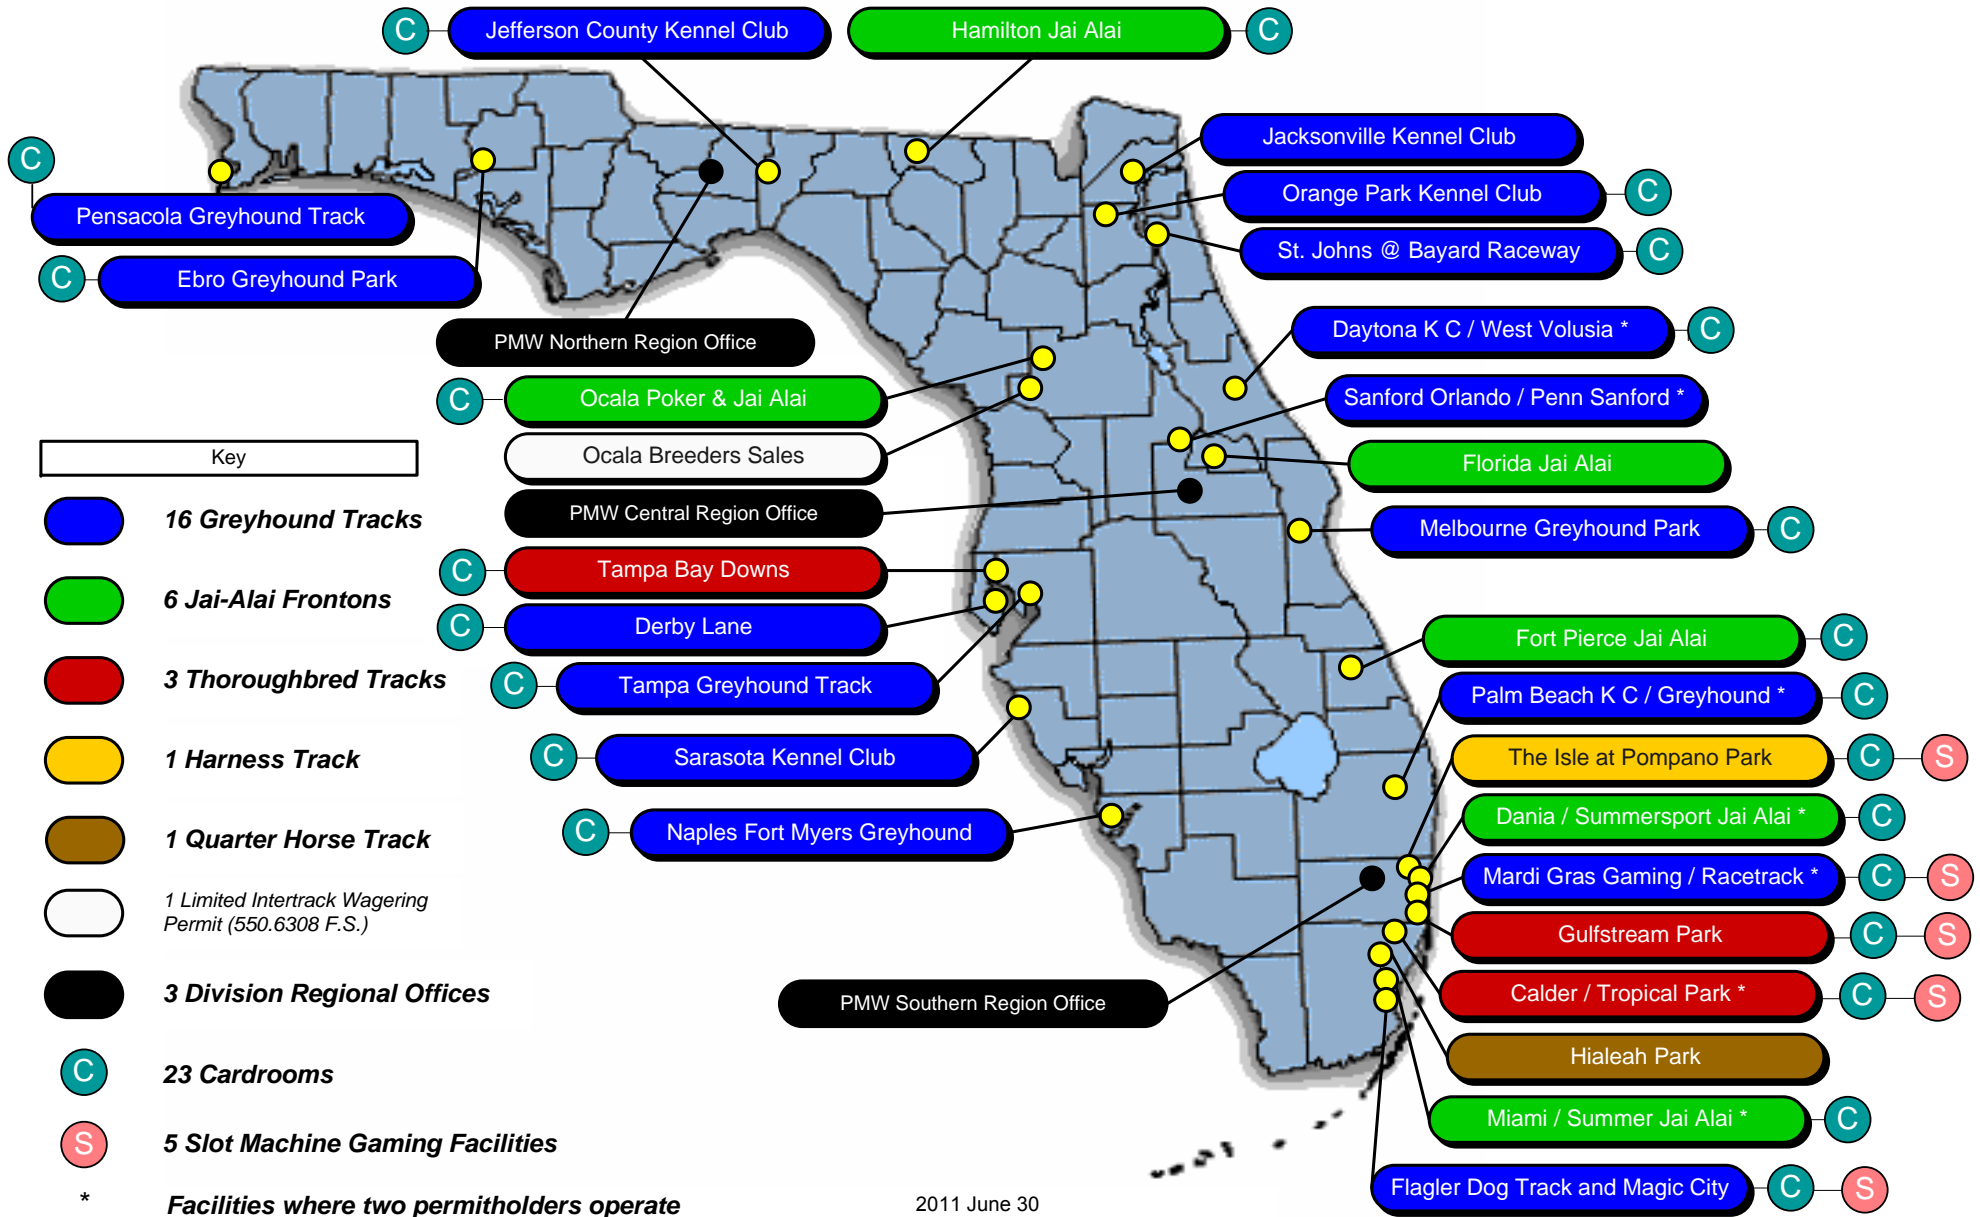 C Jefferson County Kennel Club
Hamilton Jai Alai C
Jacksonville Kennel Club
C
Pensacola Greyhound Track
Orange Park Kennel Club C
St. Johns @ Bayard Raceway C
C Ebro Greyhound Park
PMW Northern Region Office
Daytona K C / West Volusia * C
C Ocala Poker & Jai Alai
Sanford Orlando / Penn Sanford *
Ocala Breeders Sales
Florida Jai Alai
PMW Central Region Office
Melbourne Greyhound Park C
C Tampa Bay Downs
C Derby Lane
C Tampa Greyhound Track
C Sarasota Kennel Club
C Naples Fort Myers Greyhound
Fort Pierce Jai Alai C
Palm Beach K C / Greyhound * C
The Isle at Pompano Park C S
Dania / Summersport Jai Alai * C
Mardi Gras Gaming / Racetrack * C S
Gulfstream Park C S
Calder / Tropical Park * C S
PMW Southern Region Office
Hialeah Park
Miami / Summer Jai Alai * C
Flagler Dog Track and Magic City C S
Key
16 Greyhound Tracks
6 Jai-Alai Frontons
3 Thoroughbred Tracks
1 Harness Track
1 Quarter Horse Track
1 Limited Intertrack Wagering
Permit (550.6308 F.S.)
3 Division Regional Offices
C 23 Cardrooms
S 5 Slot Machine Gaming Facilities
* Facilities where two permitholders operate
2011 June 30